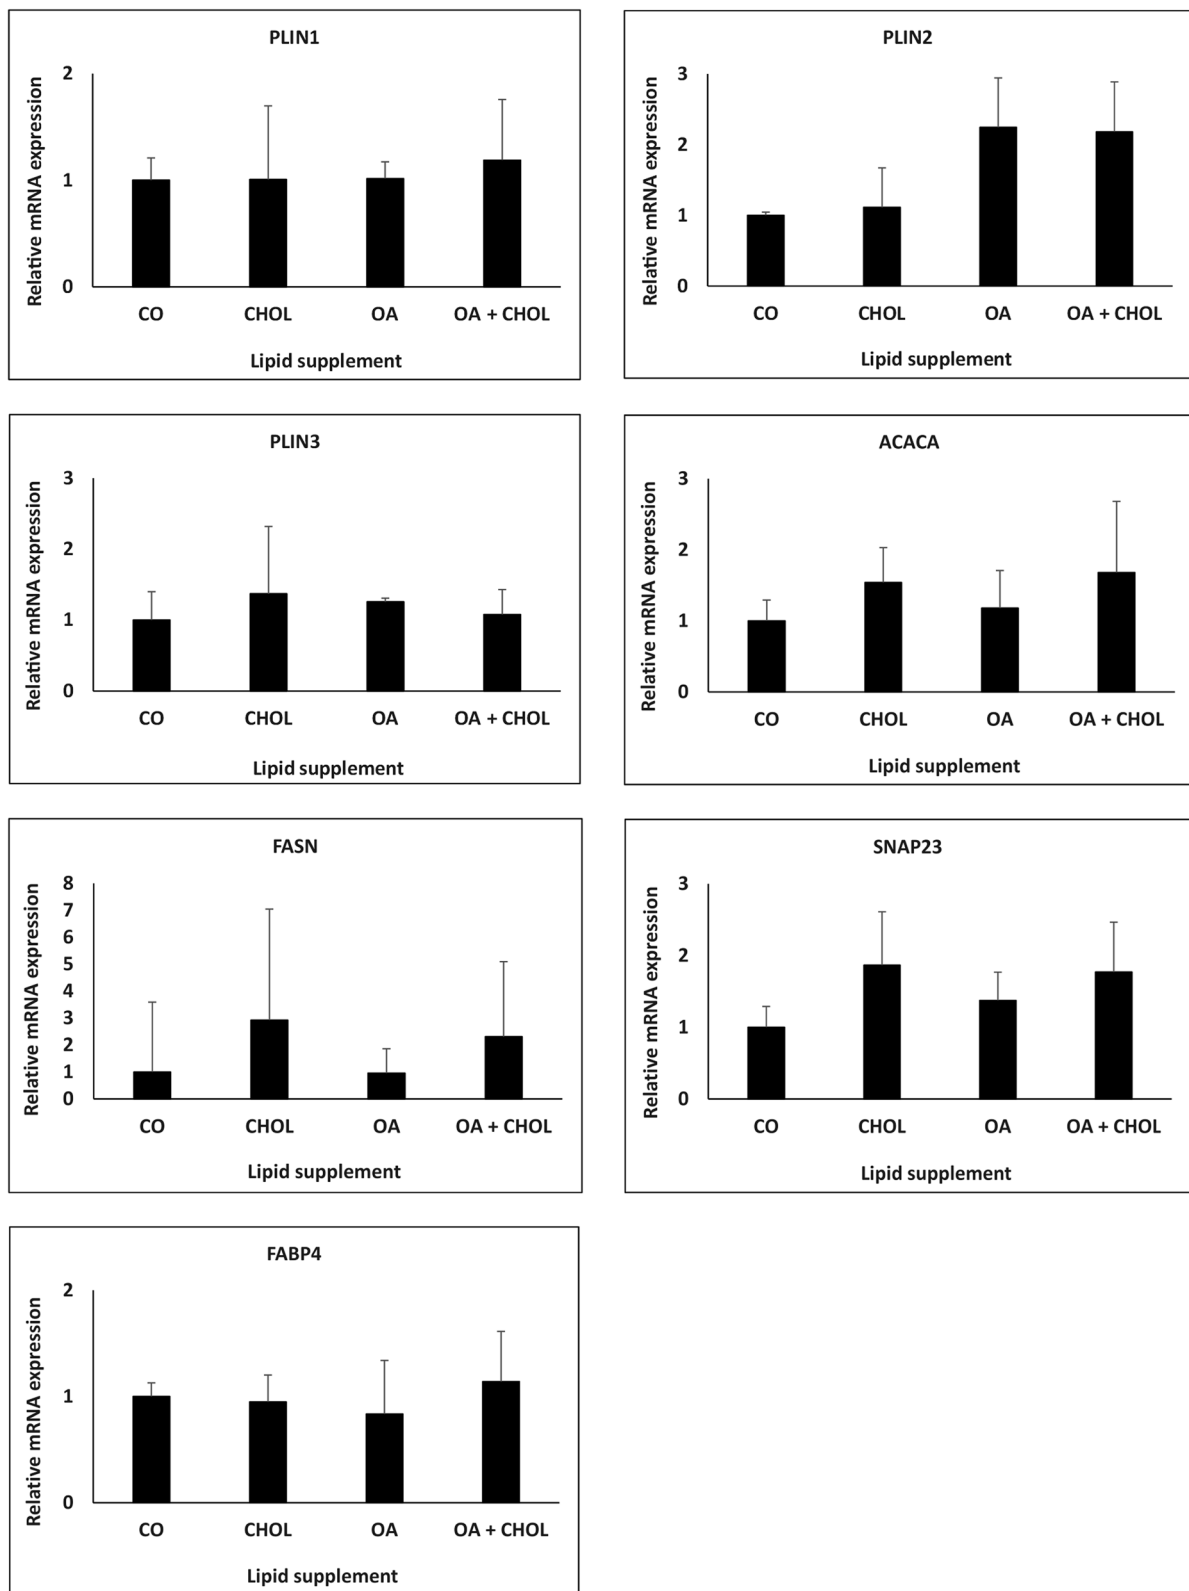 PLIN1
Relative mRNA expression
2
1
0
CO CHOL OA OA + CHOL
Lipid supplement
PLIN2
Relative mRNA expression
3
2
1
0
CO CHOL OA OA + CHOL
Lipid supplement
PLIN3
Relative mRNA expression
3
2
1
0
CO CHOL OA OA + CHOL
Lipid supplement
ACACA
Relative mRNA expression
3
2
1
0
CO CHOL OA OA + CHOL
Lipid supplement
FASN
Relative mRNA expression
8
7
6
5
4
3
2
1
0
CO CHOL OA OA + CHOL
Lipid supplement
SNAP23
Relative mRNA expression
3
2
1
0
CO CHOL OA OA + CHOL
Lipid supplement
FABP4
Relative mRNA expression
2
1
0
CO CHOL OA OA + CHOL
Lipid supplement